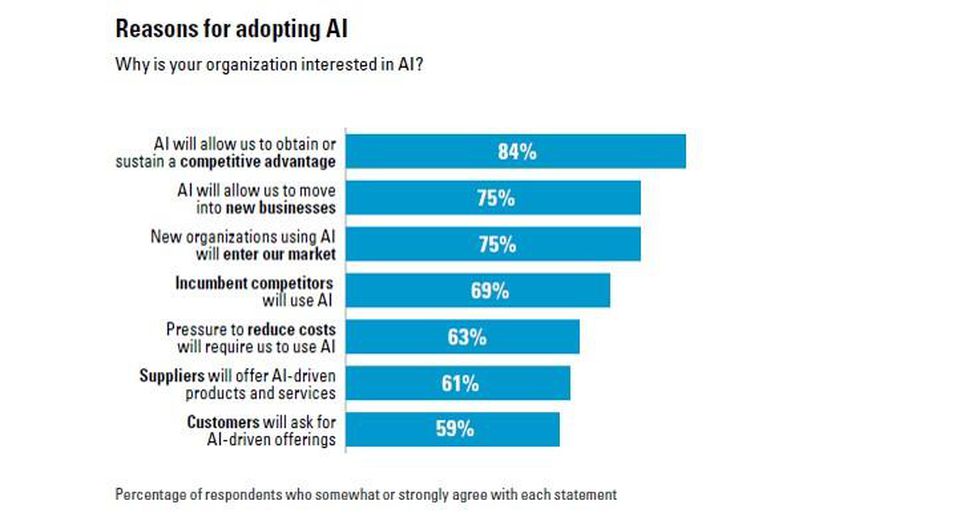 Reasons for adopting AI
Why is your organization interested in AI?
AI will allow us to obtain or
sustain a competitive advantage
84%
AI will allow us to move
into new businesses
75%
New organizations using AI
will enter our market
75%
Incumbent competitors
will use AI
69%
Pressure to reduce costs
will require us to use AI
63%
Suppliers will offer AI-driven
products and services
61%
Customers will ask for
AI-driven offerings
59%
Percentage of respondents who somewhat or strongly agree with each statement